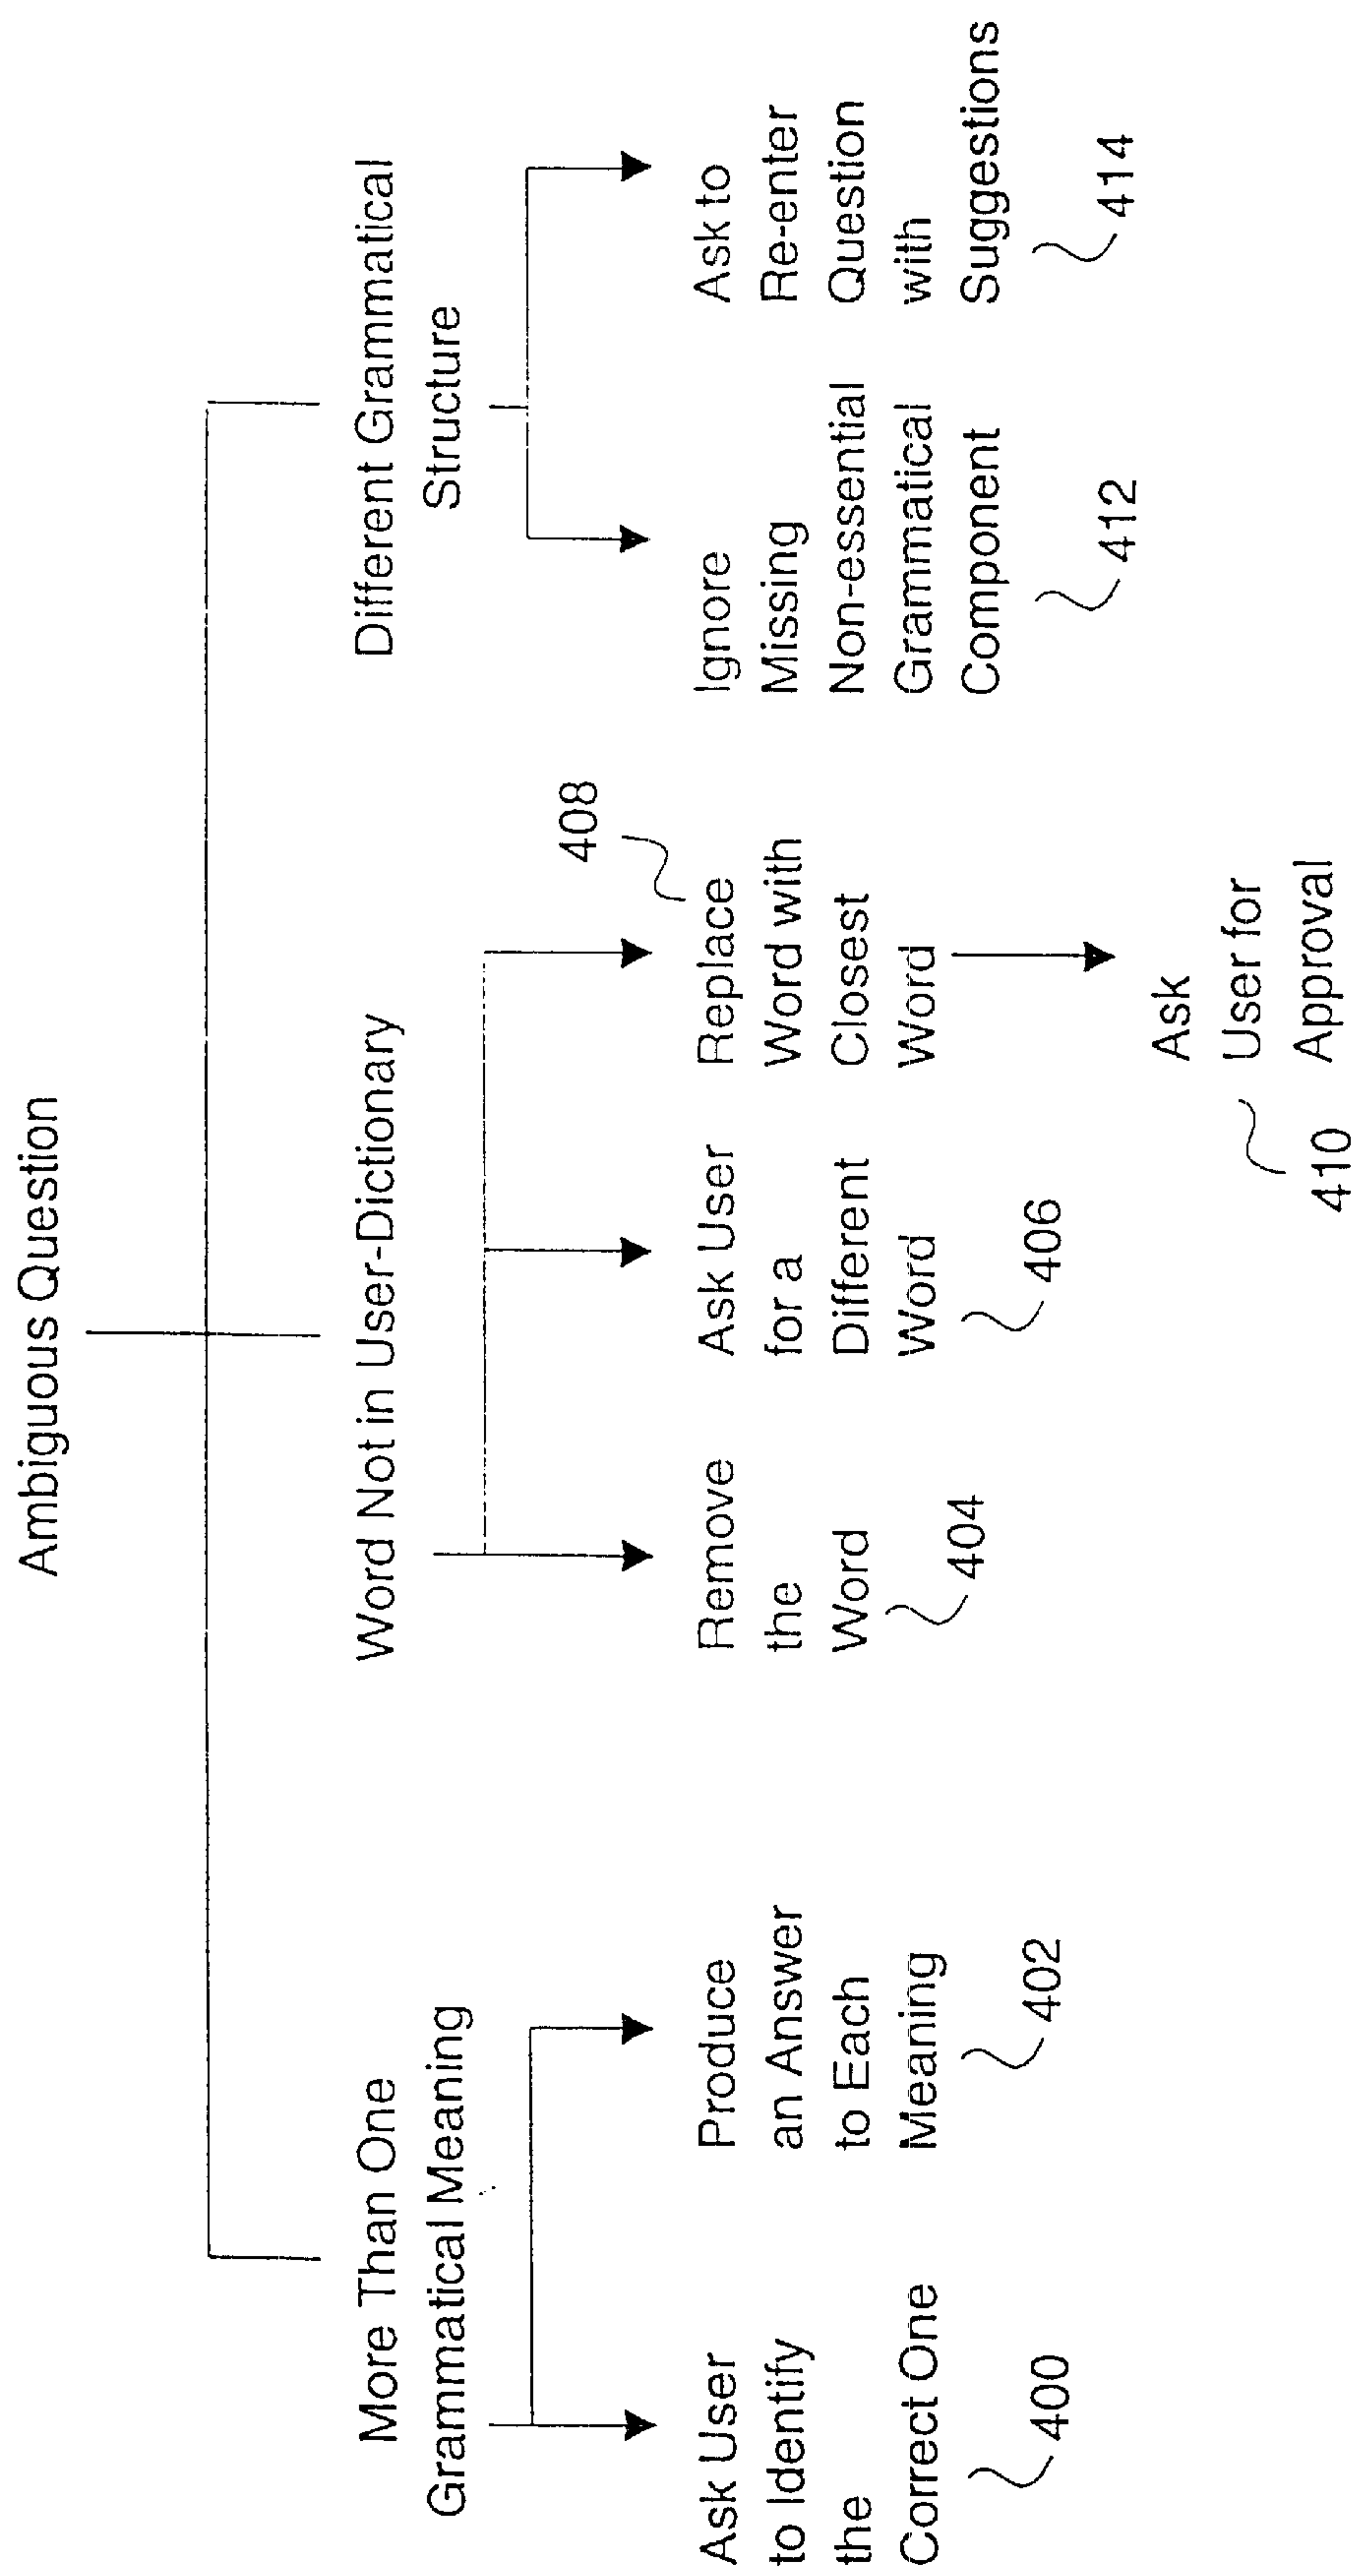 Ambiguous Question
More Than One
Grammatical Meaning
Ask User
to Identify
the
Correct One
400
Produce
an Answer
to Each
Meaning
402
Word Not in User-Dictionary
Remove
the
Word
404
Ask User
for a
Different
Word
406
408
Replace
Word with
Closest
Word
Ask
User for
Approval
410
Different Grammatical
Structure
Ignore
Missing
Non-essential
Grammatical
Component
412
Ask to
Re-enter
Question
with
Suggestions
414